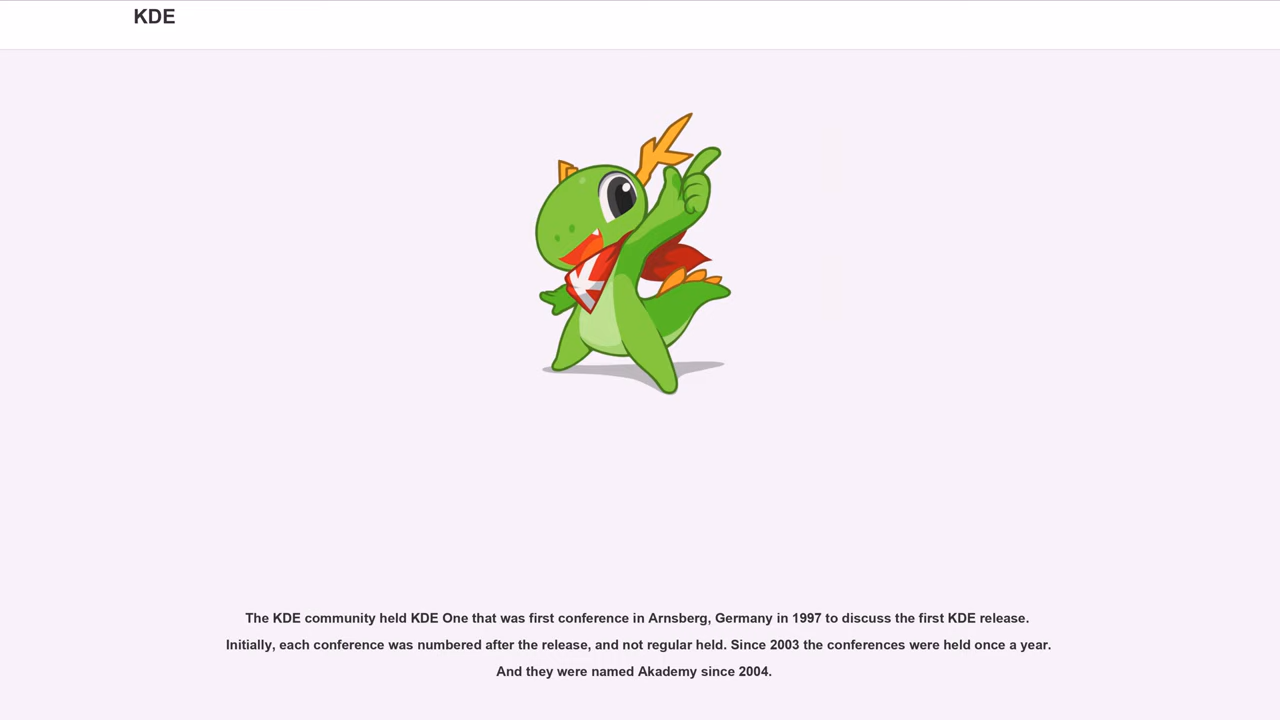 KDE
The KDE community held KDE One that was first conference in Arnsberg, Germany in 1997 to discuss the first KDE release.
Initially, each conference was numbered after the release, and not regular held. Since 2003 the conferences were held once a year.
And they were named Akademy since 2004.